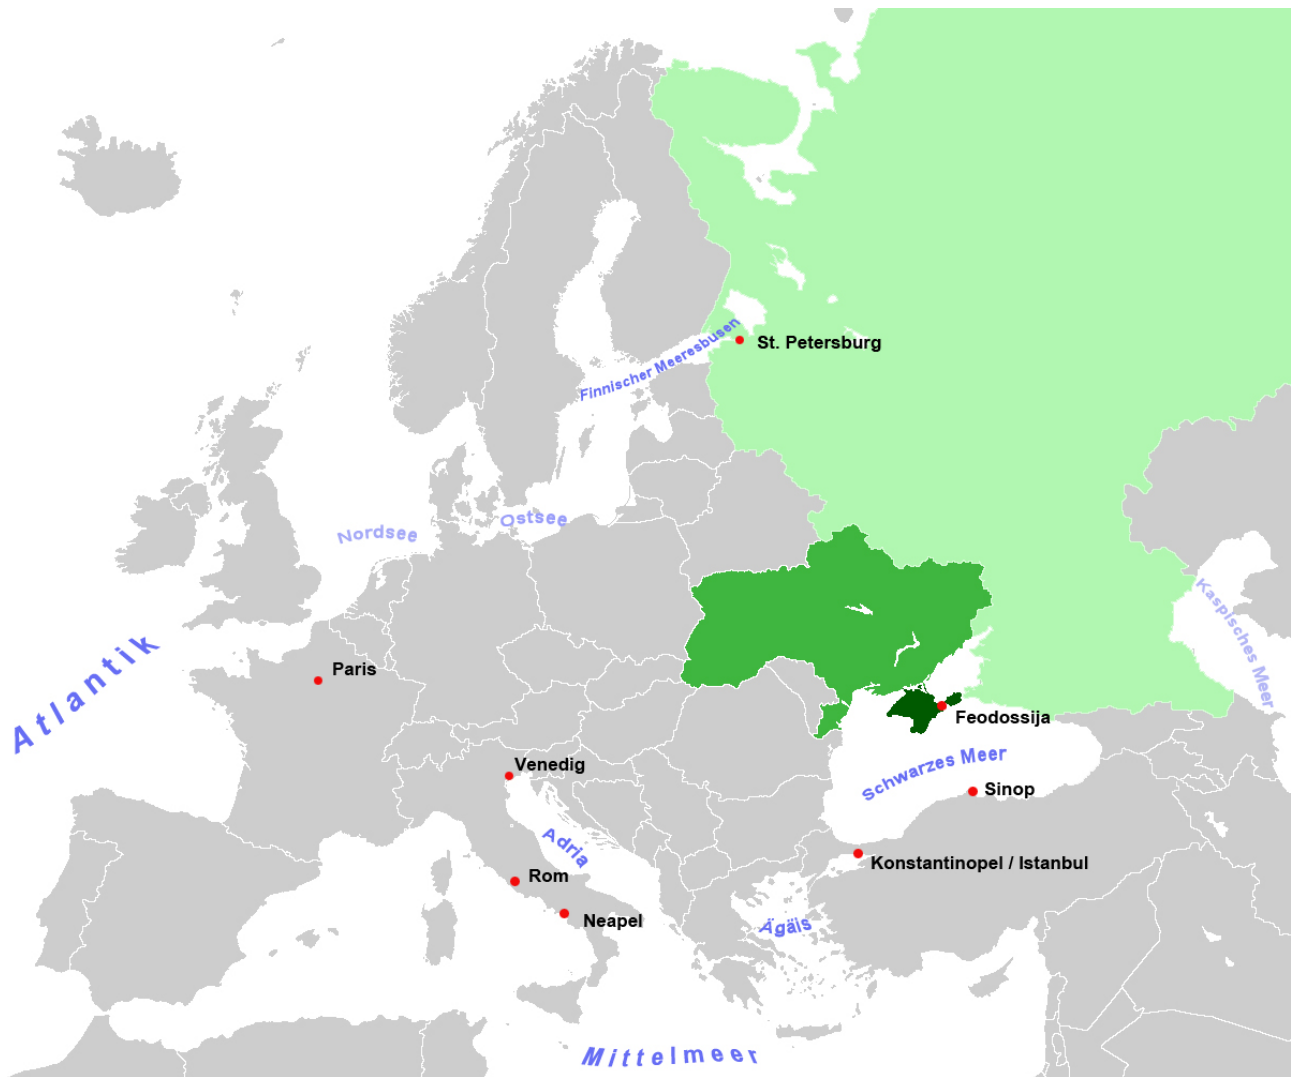 St. Petersburg
Finnischer Meeresbusen
Nordsee
Ostsee
Kaspisches Meer
Atlantik
Paris
Feodossija
Venedig
Schwarzes Meer
Sinop
Adria
Konstantinopel / Istanbul
Rom
Neapel
Ägäis
Mittelmeer